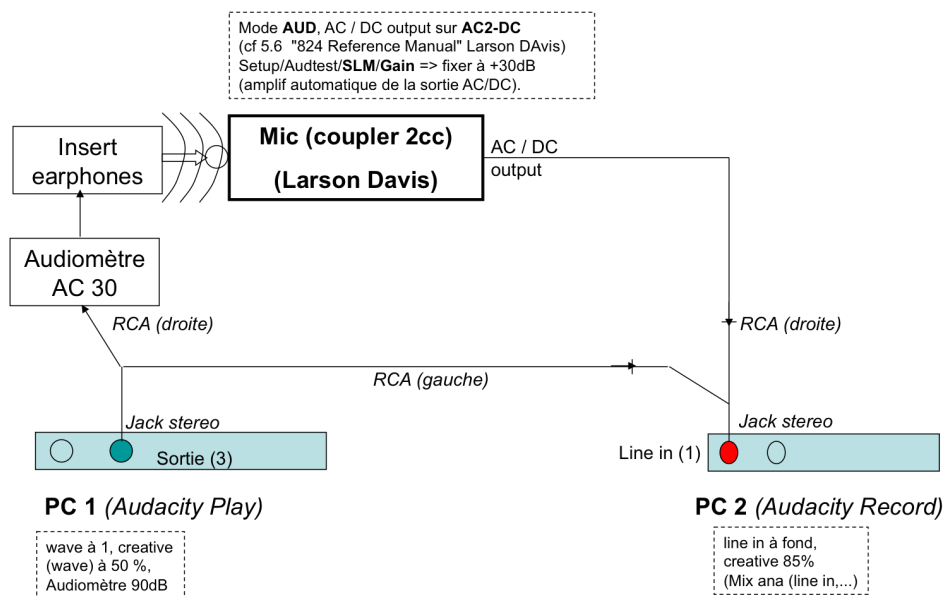 Mode AUD, AC / DC output sur AC2-DC
(cf 5.6 "824 Reference Manual" Larson DAvis)
Setup/Audtest/SLM/Gain => fixer à +30dB
(amplif automatique de la sortie AC/DC).
Insert
earphones
Mic (coupler 2cc)
(Larson Davis)
AC / DC
output
Audiomètre
AC 30
RCA (droite)
RCA (droite)
RCA (gauche)
Jack stereo
Sortie (3)
Jack stereo
Line in (1)
PC 1 (Audacity Play)
PC 2 (Audacity Record)
wave à 1, creative
(wave) à 50 %,
Audiomètre 90dB
line in à fond,
creative 85%
(Mix ana (line in,...)